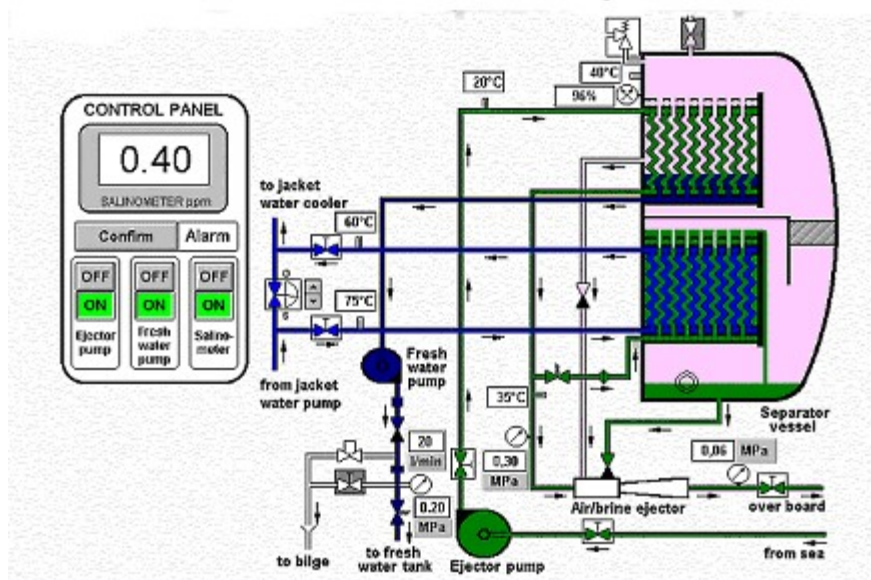 CONTROL PANEL
0.40
SALINOMETER ppm
Confirm
Alarm
OFF
ON
OFF
ON
OFF
ON
Ejector
pump
Fresh
water
pump
Salino-
meter
to jacket
water cooler
60°C
75°C
from jacket
water pump
20°C
40°C
96%
O
S
Fresh
water
pump
35°C
20
l/min
0,30
MPa
0.20
MPa
to bilge
to fresh
water tank
Ejector pump
Air/brine ejector
Separator
vessel
0,06 MPa
over board
from sea